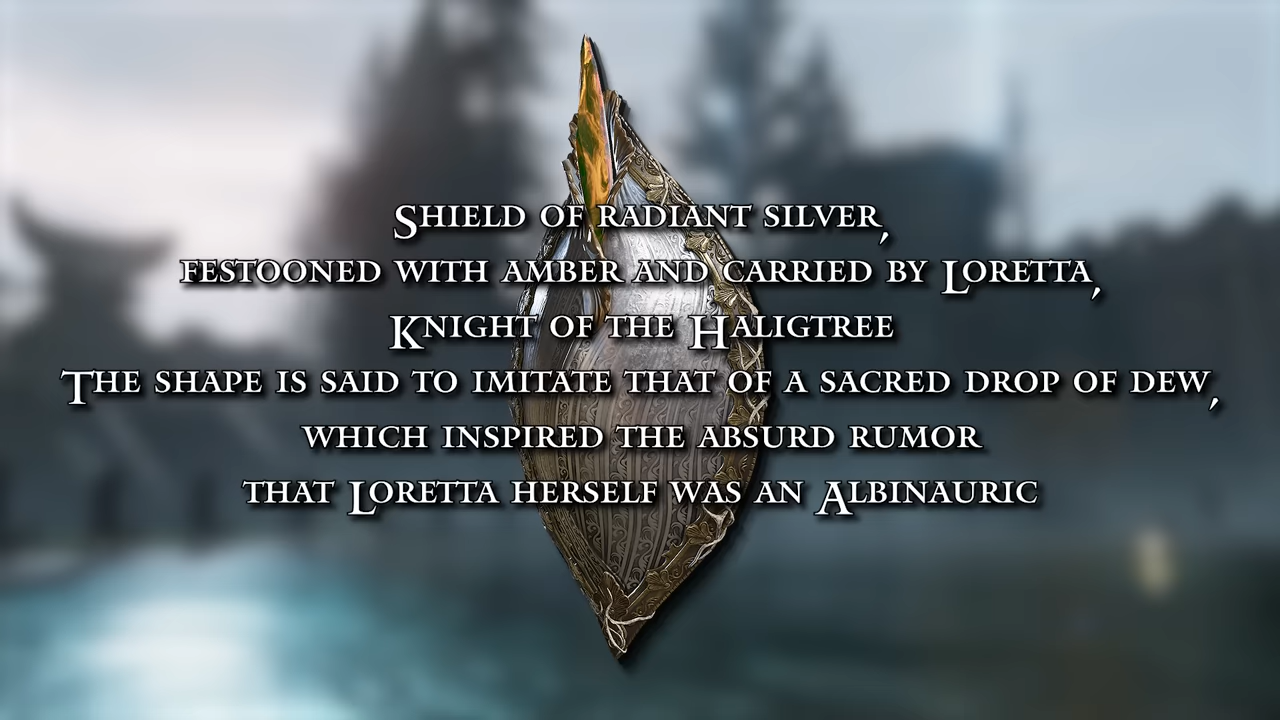 Shield of radiant silver,
festooned with amber and carried by Loretta,
Knight of the Haligtree
The shape is said to imitate that of a sacred drop of dew,
which inspired the absurd rumor
that Loretta herself was an Albinauric